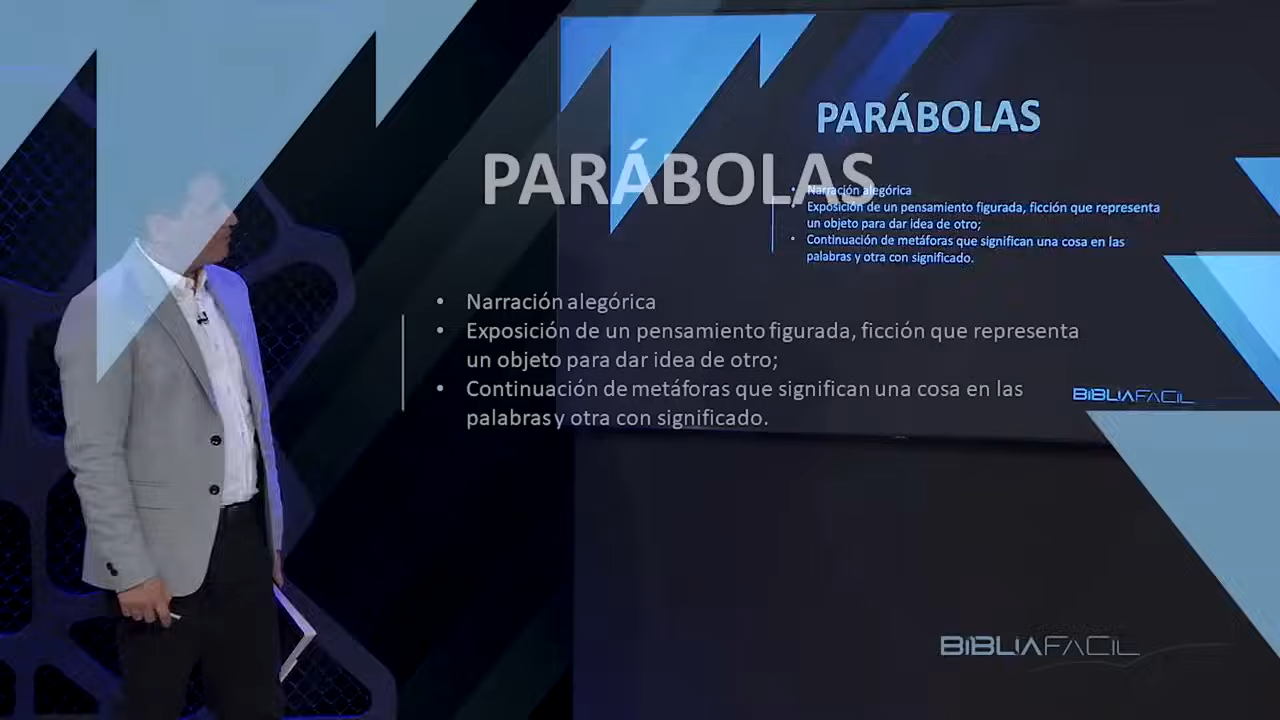 PARÁBOLAS
• Narración alegórica
Exposición de un pensamiento figurada, ficción que representa
un objeto para dar idea de otro;
• Continuación de metáforas que significan una cosa en las
palabras y otra con significado.
BIBLIAFACIL
PARÁBOLAS
• Narración alegórica
• Exposición de un pensamiento figurada, ficción que representa
un objeto para dar idea de otro;
• Continuación de metáforas que significan una cosa en las
palabras y otra con significado.
BIBLIAFACIL